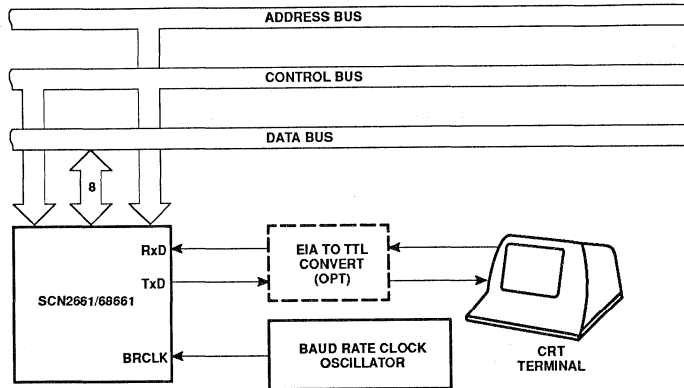 ADDRESS BUS
CONTROL BUS
DATA BUS
8
RxD
TxD
SCN2661/68661
BRCLK
EIA TO TTL
CONVERT
(OPT)
BAUD RATE CLOCK
OSCILLATOR
CRT
TERMINAL